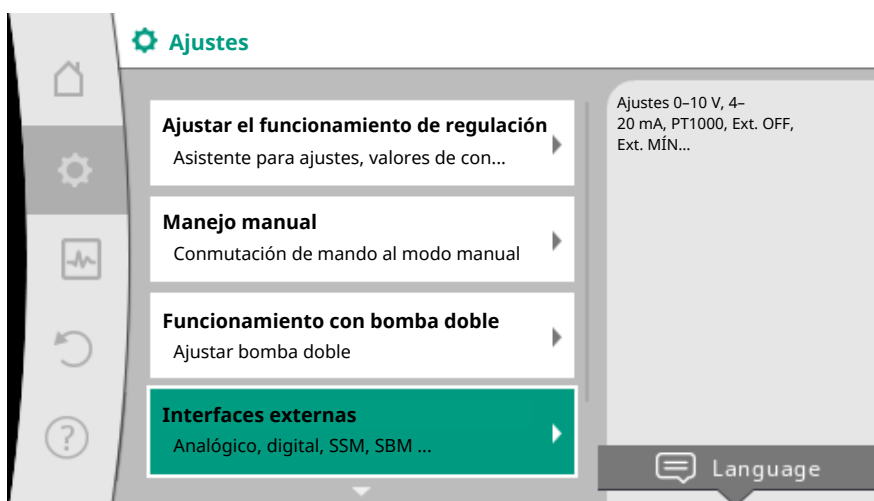 Ajustes
Ajustar el funcionamiento de regulación
Asistente para ajustes, valores de con...
Manejo manual
Conmutación de mando al modo manual
Funcionamiento con bomba doble
Ajustar bomba doble
Interfaces externas
Analógico, digital, SSM, SBM ...
Ajustes 0–10 V, 4–
20 mA, PT1000, Ext. OFF,
Ext. MÍN...
Language
?